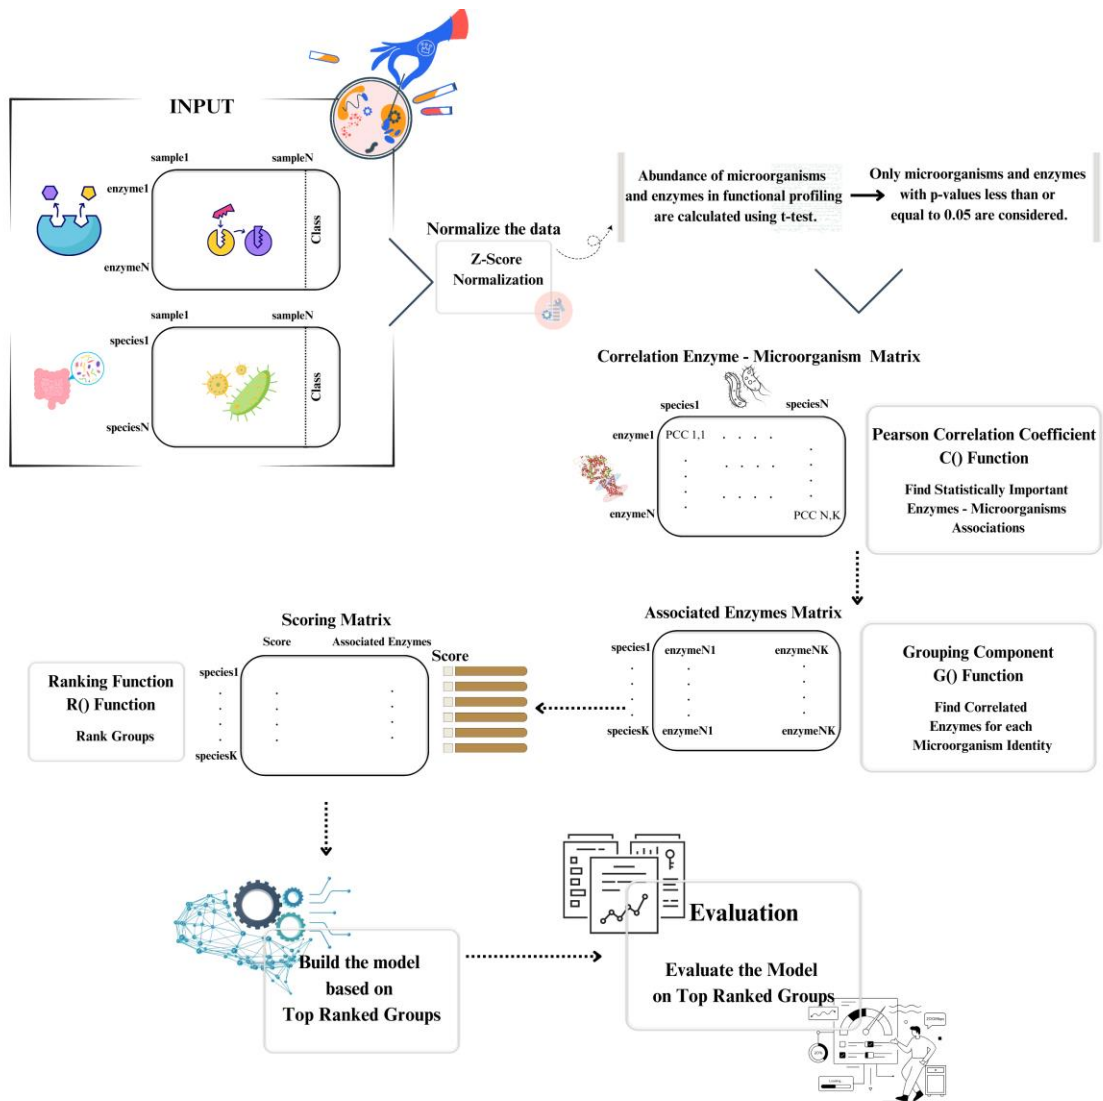 INPUT
sample1
sampleN
enzyme1
enzymeN
Class
sample1
sampleN
species1
speciesN
Class
Normalize the data
Z-Score
Normalization
Abundance of microorganisms
and enzymes in functional profiling
are calculated using t-test.
Only microorganisms and enzymes
with p-values less than or
equal to 0.05 are considered.
Correlation Enzyme - Microorganism Matrix
species1
speciesN
enzyme1
PCC 1,1
enzymeN
PCC N,K
Pearson Correlation Coefficient
C() Function
Find Statistically Important
Enzymes - Microorganisms
Associations
Associated Enzymes Matrix
species1
enzymeN1
enzymeNK
speciesK
enzymeN1
enzymeNK
Grouping Component
G() Function
Find Correlated
Enzymes for each
Microorganism Identity
Scoring Matrix
Score
Associated Enzymes
Score
species1
speciesK
Ranking Function
R() Function
Rank Groups
Build the model
based on
Top Ranked Groups
Evaluation
Evaluate the Model
on Top Ranked Groups